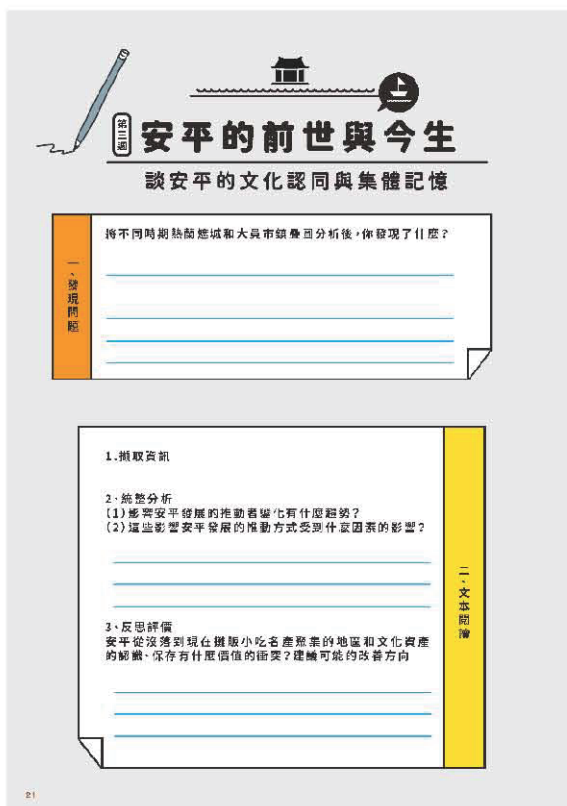 第三週
安平的前世與今生
談安平的文化認同與集體記憶
一、發現問題
將不同時期熱蘭遮城和大員市鎮疊圖分析後，你發現了什麼？
1.擷取資訊
2、統整分析
(1)影響安平發展的推動者變化有什麼趨勢？
(2)這些影響安平發展的推動方式受到什麼因素的影響？
二、文本閱讀
3、反思評價
安平從沒落到現在攤販小吃名產聚集的地區和文化資產
的認識、保存有什麼價值的衝突？建議可能的改善方向
21